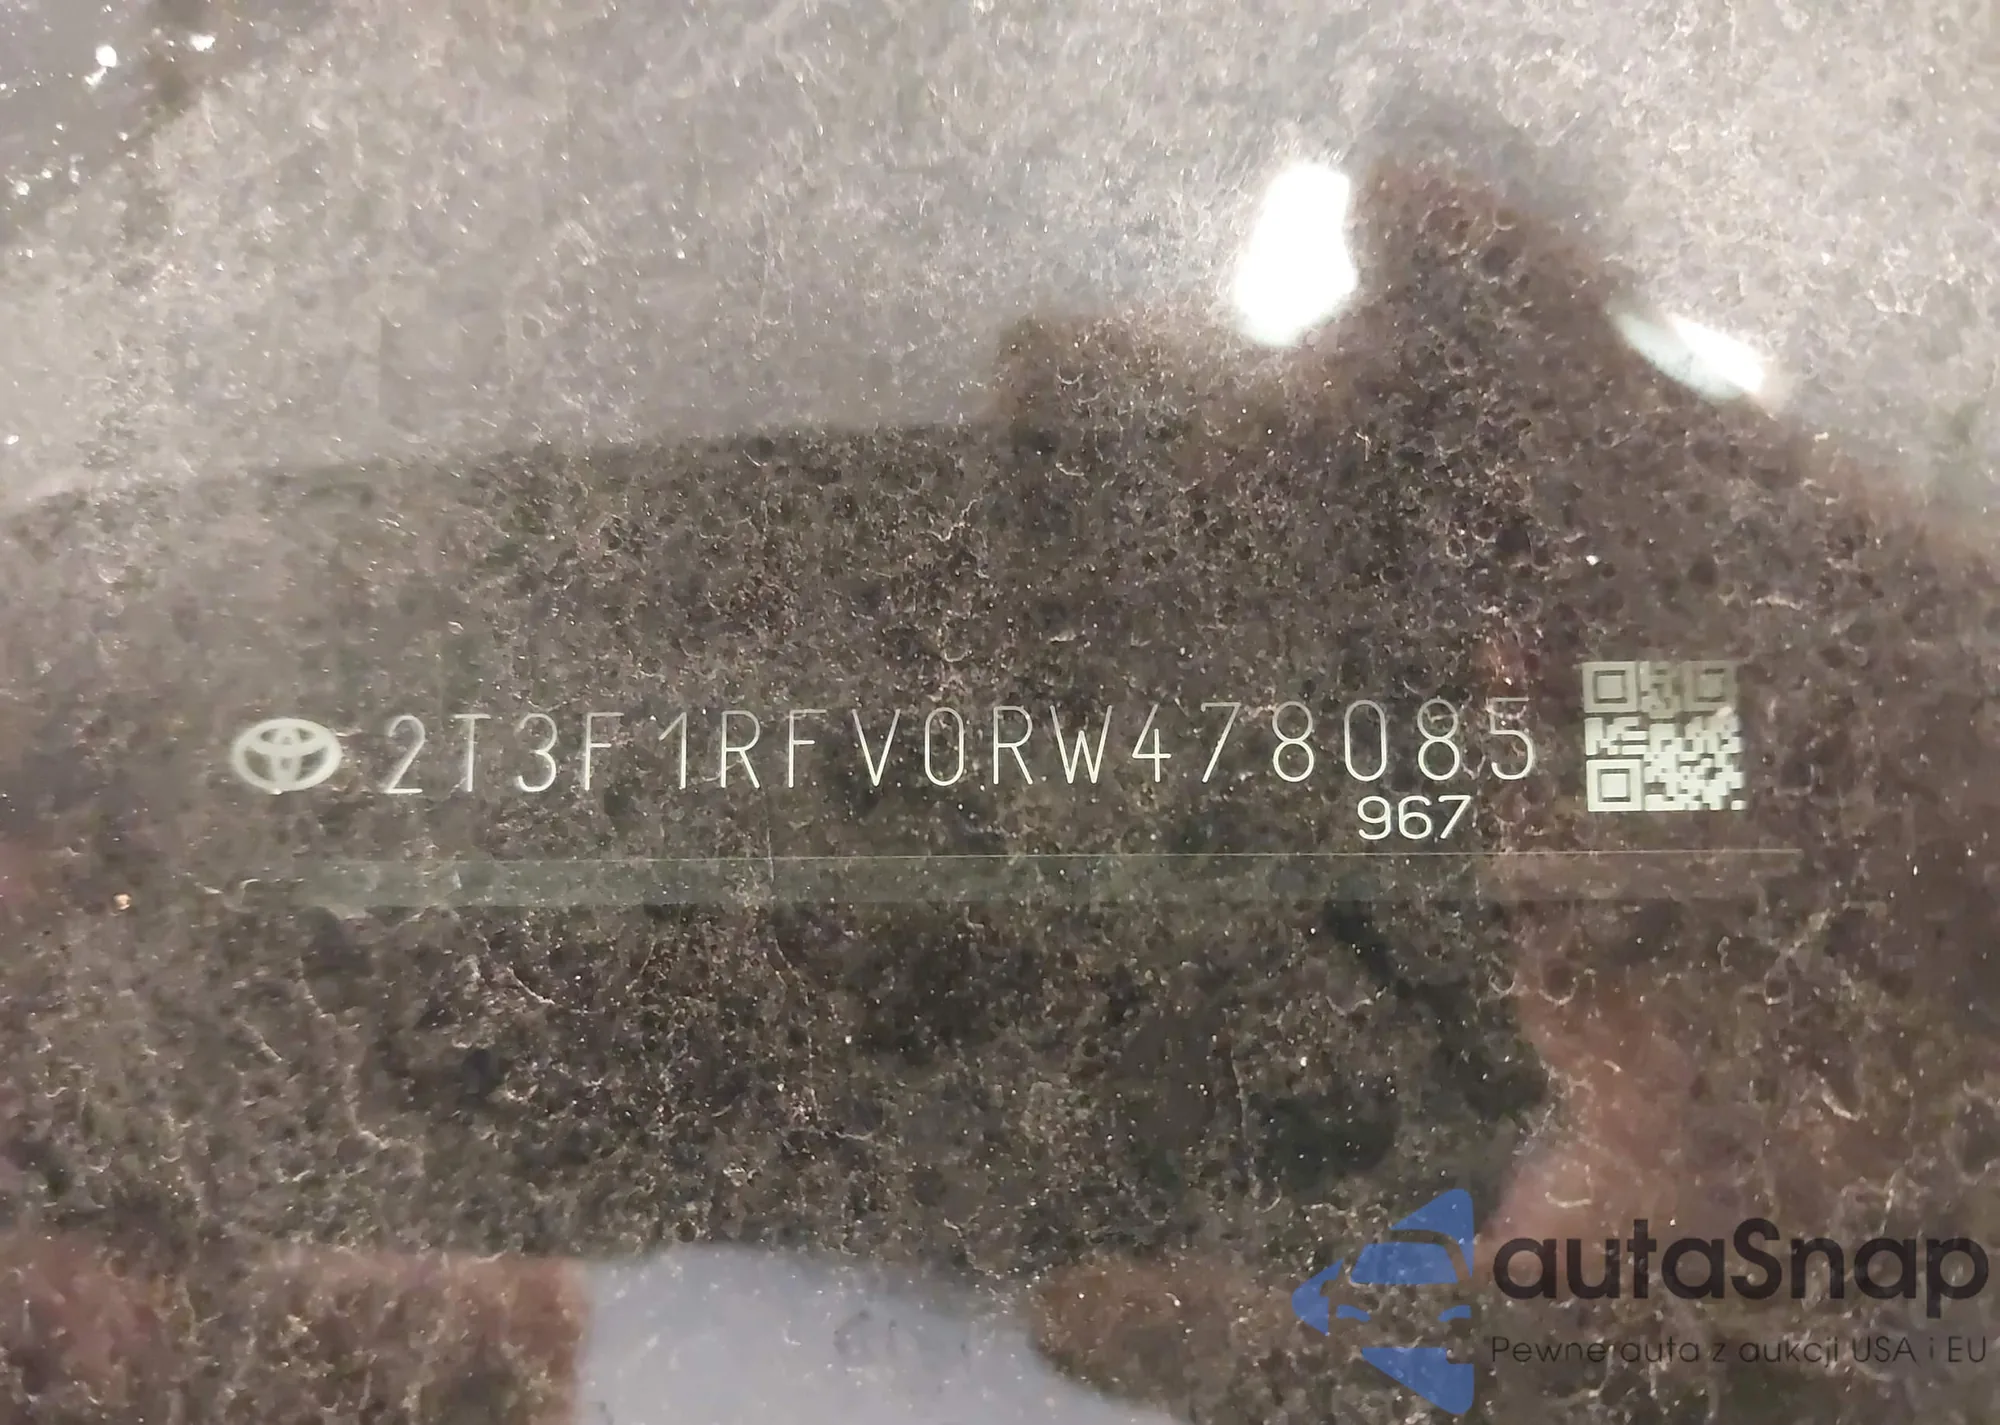 2T3F1RFV0RW478085
967
autaSnap
Pewne auta z aukcji USA i EU